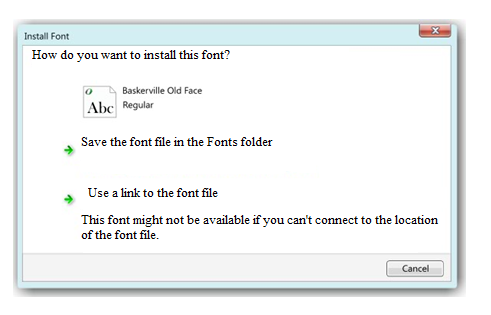 Install Font
How do you want to install this font?
O
Abc
Baskerville Old Face
Regular
Save the font file in the Fonts folder
Use a link to the font file
This font might not be available if you can't connect to the location
of the font file.
Cancel